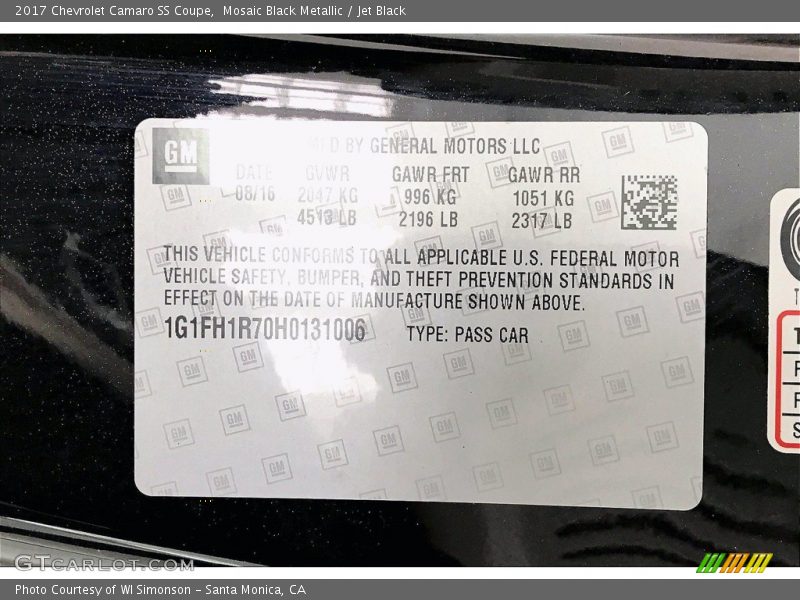 2017 Chevrolet Camaro SS Coupe, Mosaic Black Metallic / Jet Black
GM
MFD BY GENERAL MOTORS LLC
DATE GVWR GAWR FRT GAWR RR
08/16 2047 KG 996 KG 1051 KG
4513 LB 2196 LB 2317 LB
THIS VEHICLE CONFORMS TO ALL APPLICABLE U.S. FEDERAL MOTOR
VEHICLE SAFETY, BUMPER, AND THEFT PREVENTION STANDARDS IN
EFFECT ON THE DATE OF MANUFACTURE SHOWN ABOVE.
1G1FH1R70H0131006 TYPE: PASS CAR
GTCARLOT.COM
Photo Courtesy of WI Simonson - Santa Monica, CA